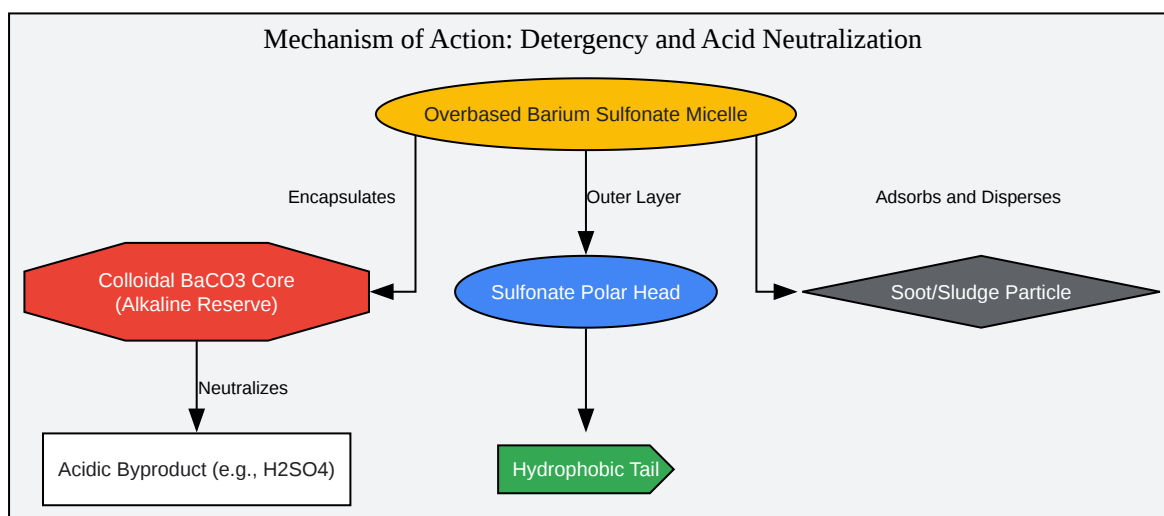 Mechanism of Action: Detergency and Acid Neutralization
Overbased Barium Sulfonate Micelle
Encapsulates
Outer Layer
Adsorbs and Disperses
Colloidal BaCO3 Core
(Alkaline Reserve)
Sulfonate Polar Head
Soot/Sludge Particle
Neutralizes
Acidic Byproduct (e.g., H2SO4)
Hydrophobic Tail